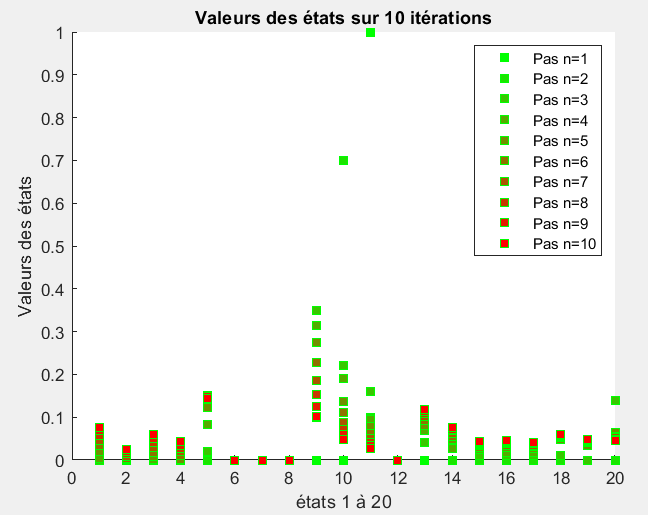 Valeurs des états sur 10 itérations
Valeurs des états
1
0.9
0.8
0.7
0.6
0.5
0.4
0.3
0.2
0.1
0
0 2 4 6 8 10 12 14 16 18 20
états 1 à 20
Pas n=1
Pas n=2
Pas n=3
Pas n=4
Pas n=5
Pas n=6
Pas n=7
Pas n=8
Pas n=9
Pas n=10